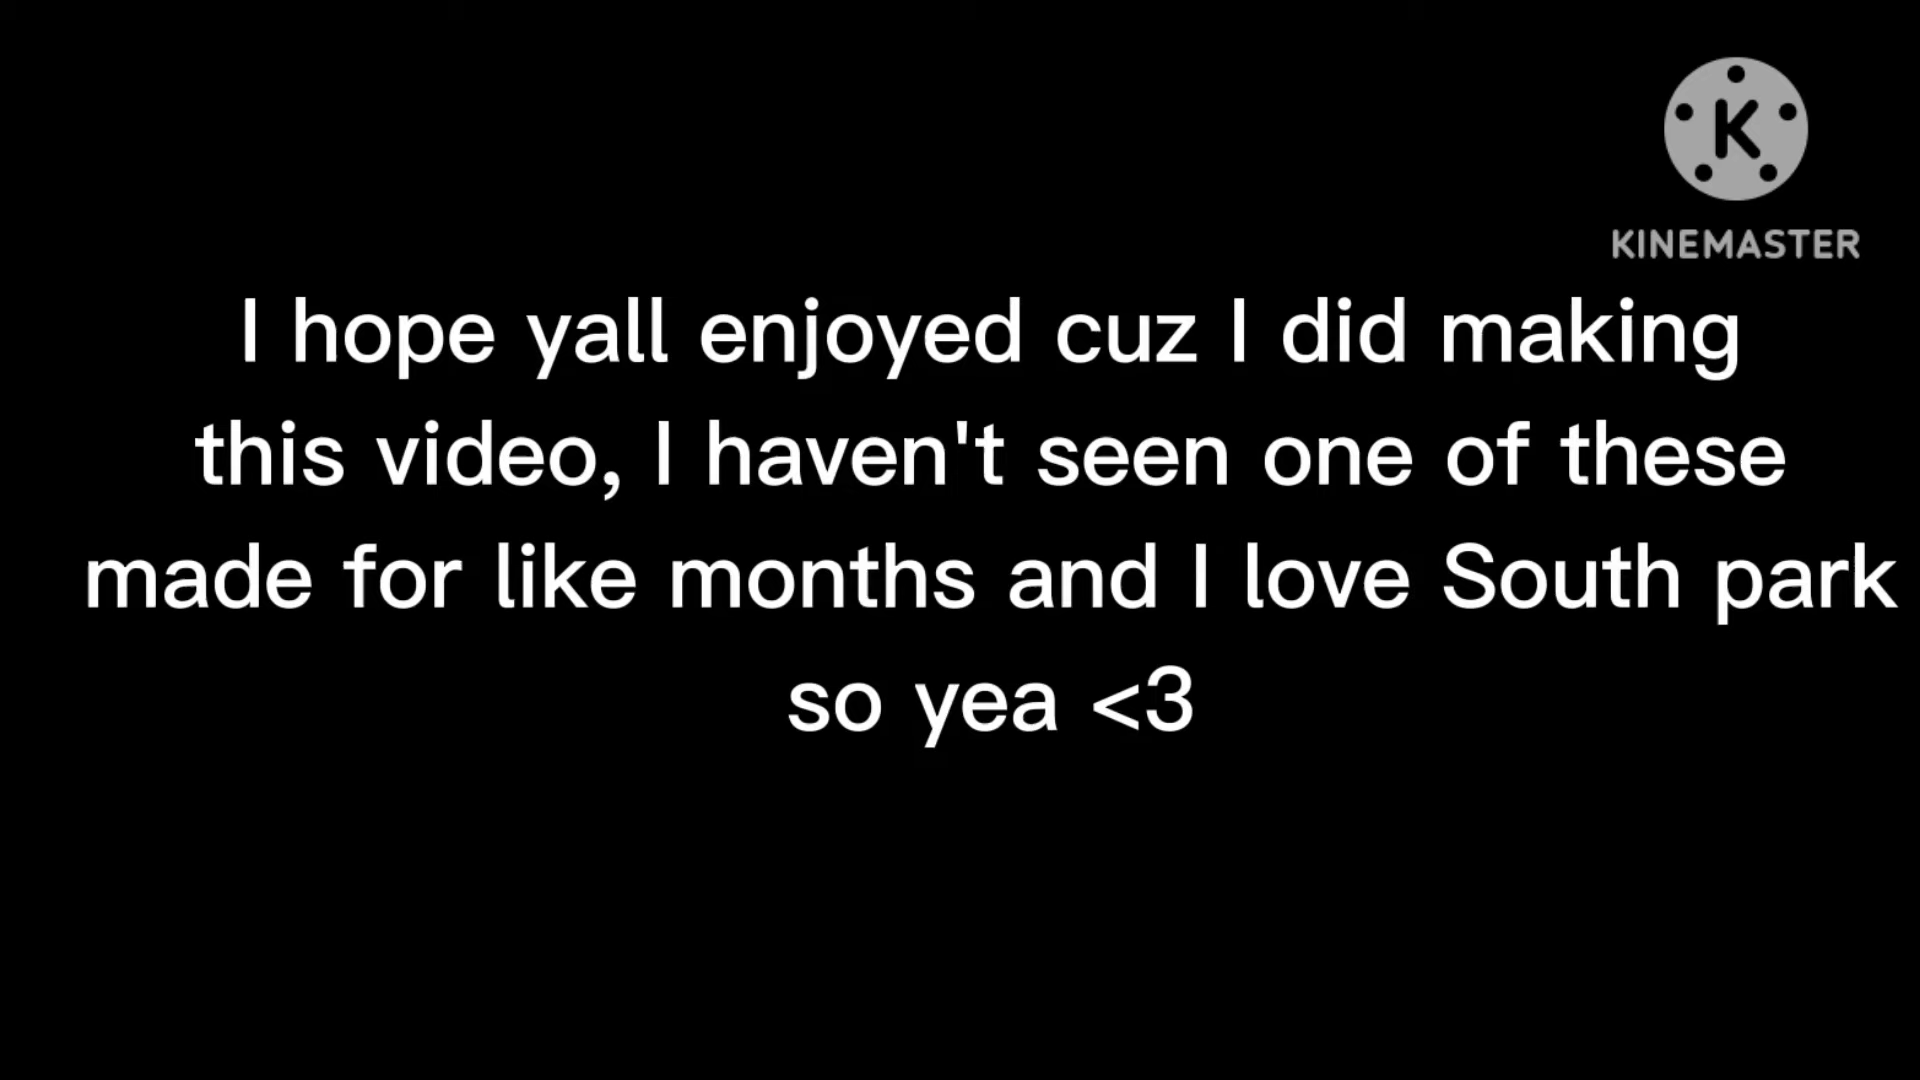 K
KINEMASTER
I hope yall enjoyed cuz I did making
this video, I haven't seen one of these
made for like months and I love South park
so yea <3